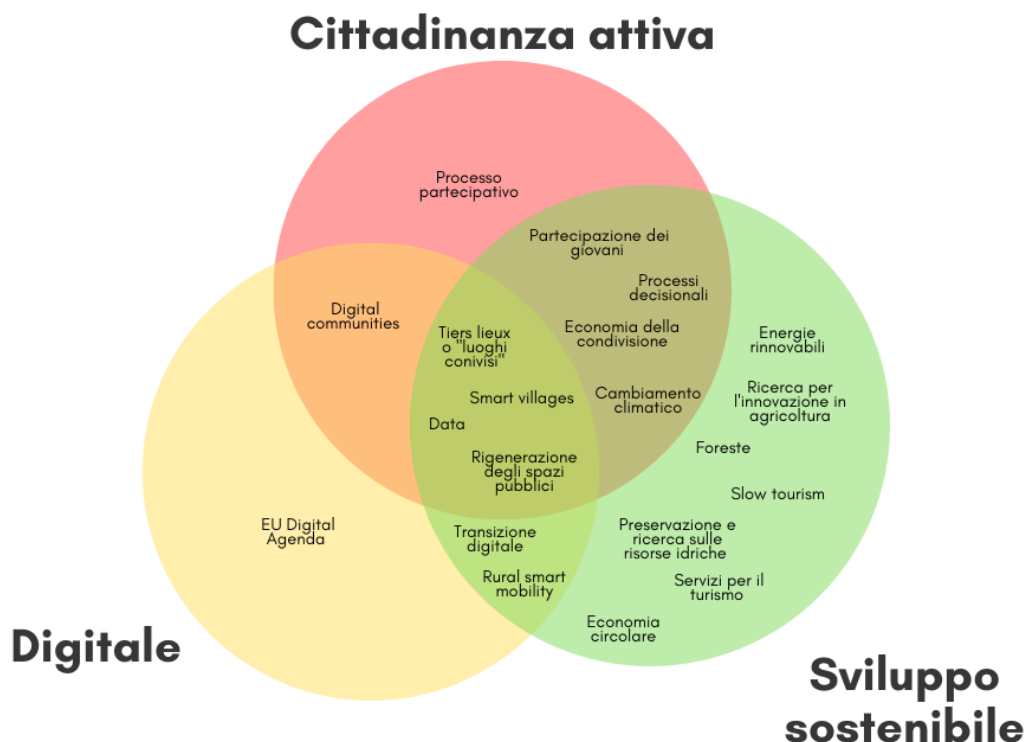 Cittadinanza attiva
Processo
partecipativo
Partecipazione dei
giovani
Processi
decisionali
Digital
communities
Tiers lieux
o "luoghi
conivisi"
Economia della
condivisione
Energie
rinnovabili
Smart villages
Cambiamento
climatico
Ricerca per
l'innovazione in
agricoltura
Data
Foreste
Rigenerazione
degli spazi
pubblici
Slow tourism
EU Digital
Agenda
Transizione
digitale
Preservazione e
ricerca sulle
risorse idriche
Rural smart
mobility
Servizi per il
turismo
Economia
circolare
Digitale
Sviluppo
sostenibile